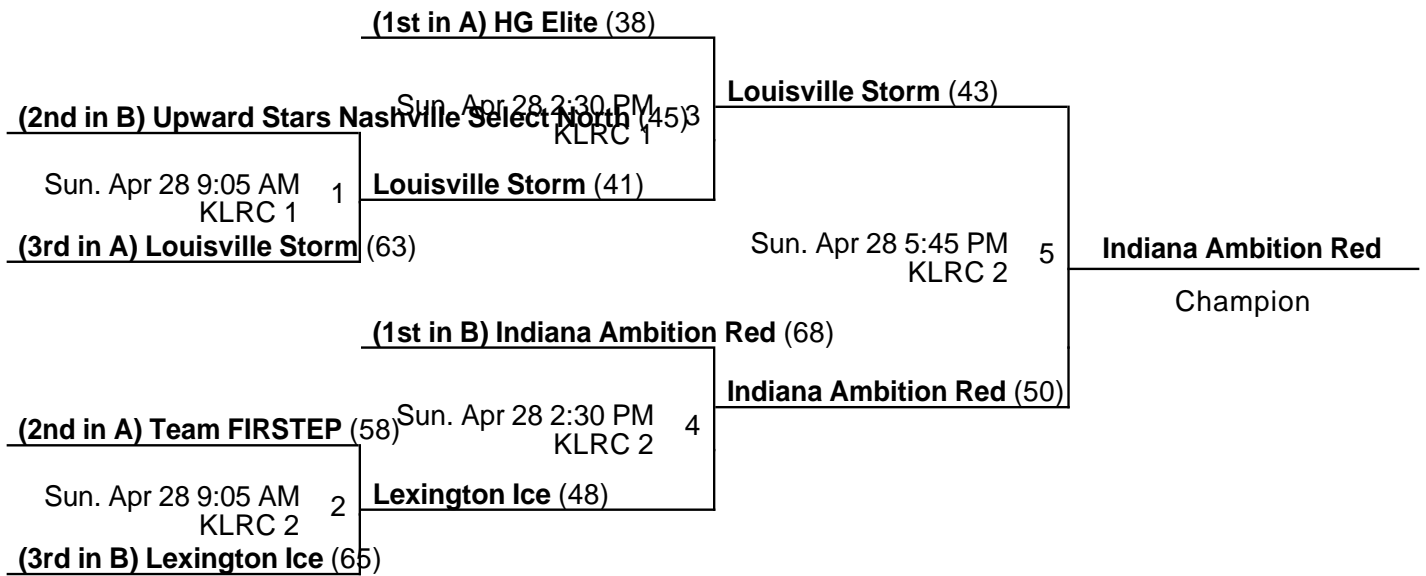 (1st in A) HG Elite (38)
Louisville Storm (43)
Sun. Apr 28 2:30 PM
3
KLRC 1
(2nd in B) Upward Stars Nashville Select North (45)
Sun. Apr 28 9:05 AM
1
KLRC 1
Louisville Storm (41)
(3rd in A) Louisville Storm (63)
Sun. Apr 28 5:45 PM
5
KLRC 2
Indiana Ambition Red
Champion
(1st in B) Indiana Ambition Red (68)
Indiana Ambition Red (50)
Sun. Apr 28 2:30 PM
4
KLRC 2
(2nd in A) Team FIRSTEP (58)
Sun. Apr 28 9:05 AM
2
KLRC 2
Lexington Ice (48)
(3rd in B) Lexington Ice (65)